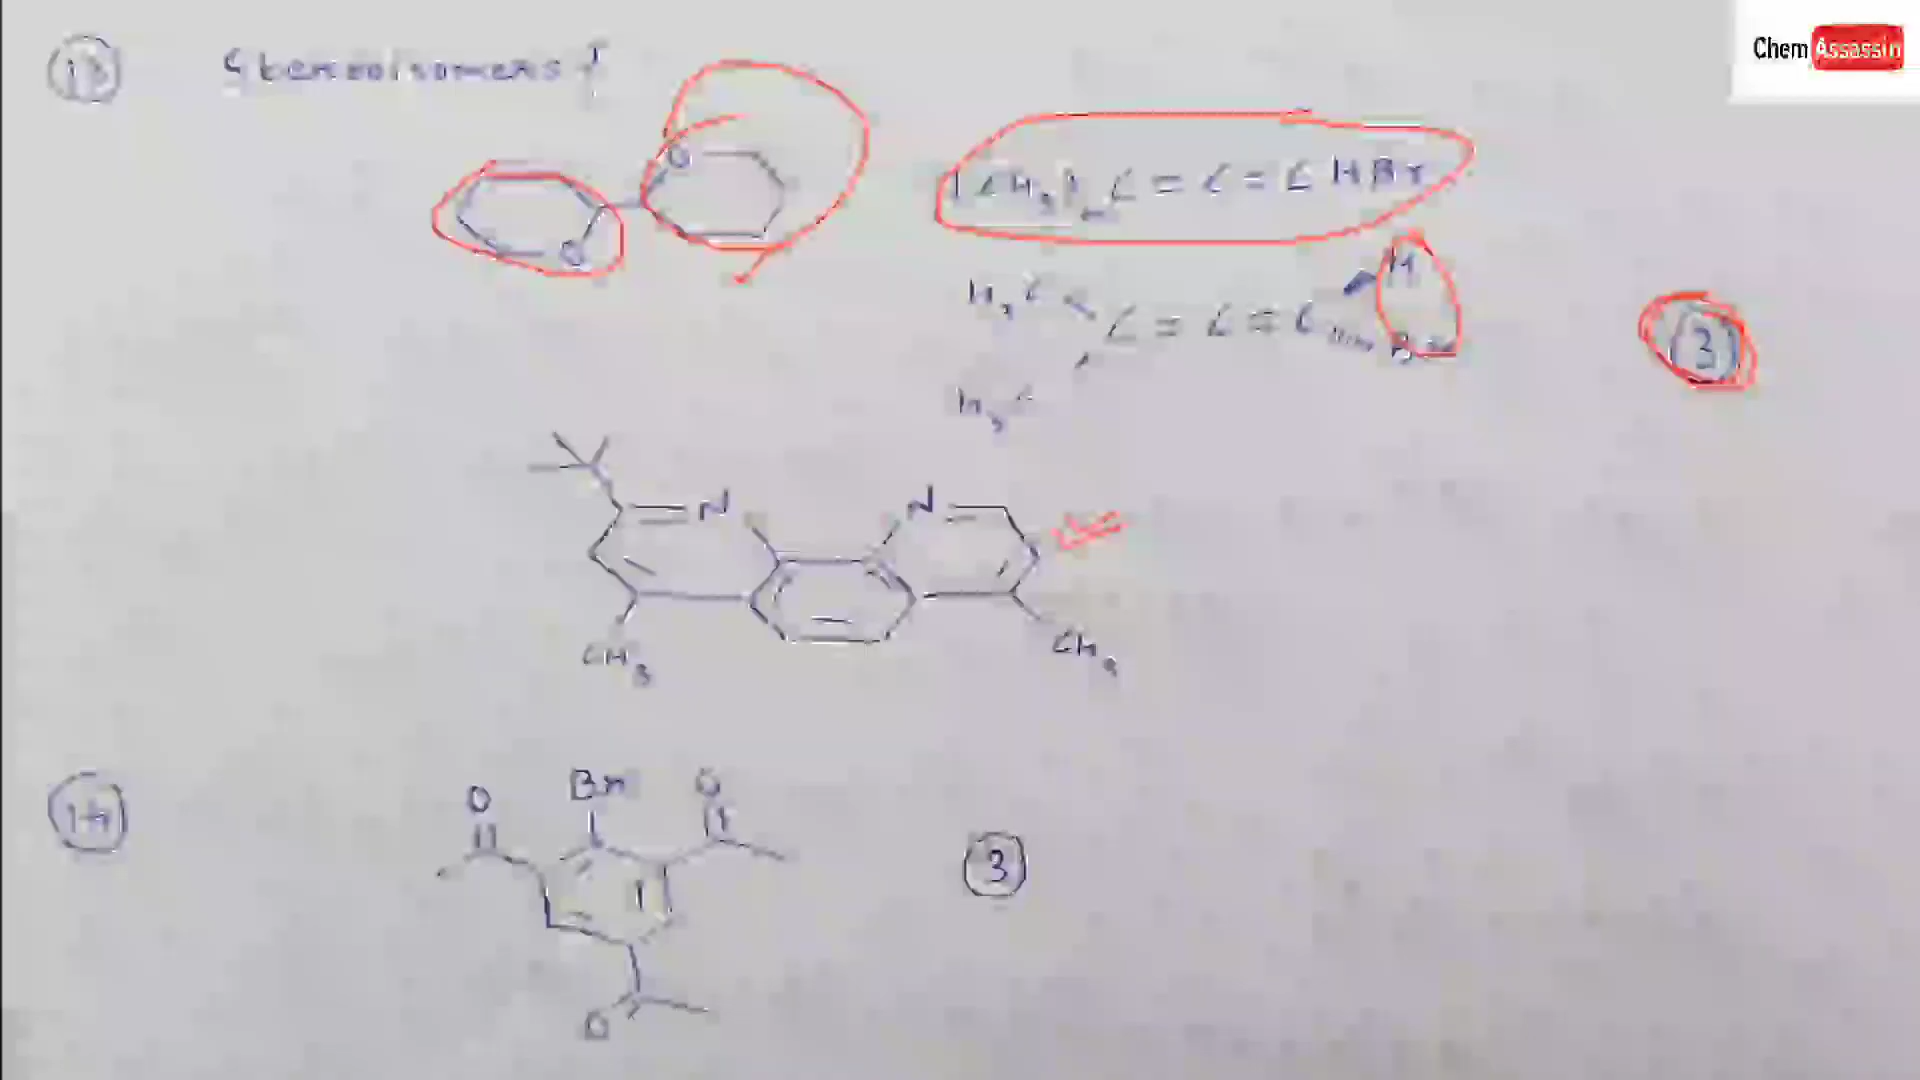 Chem Assassin
13 Stereoisomers?
O
O
(CH3)2C=C=CHBr
H3C C=C=C H
Br
H3C
3
N N
CH3 CH3
14
O Br O
3
O